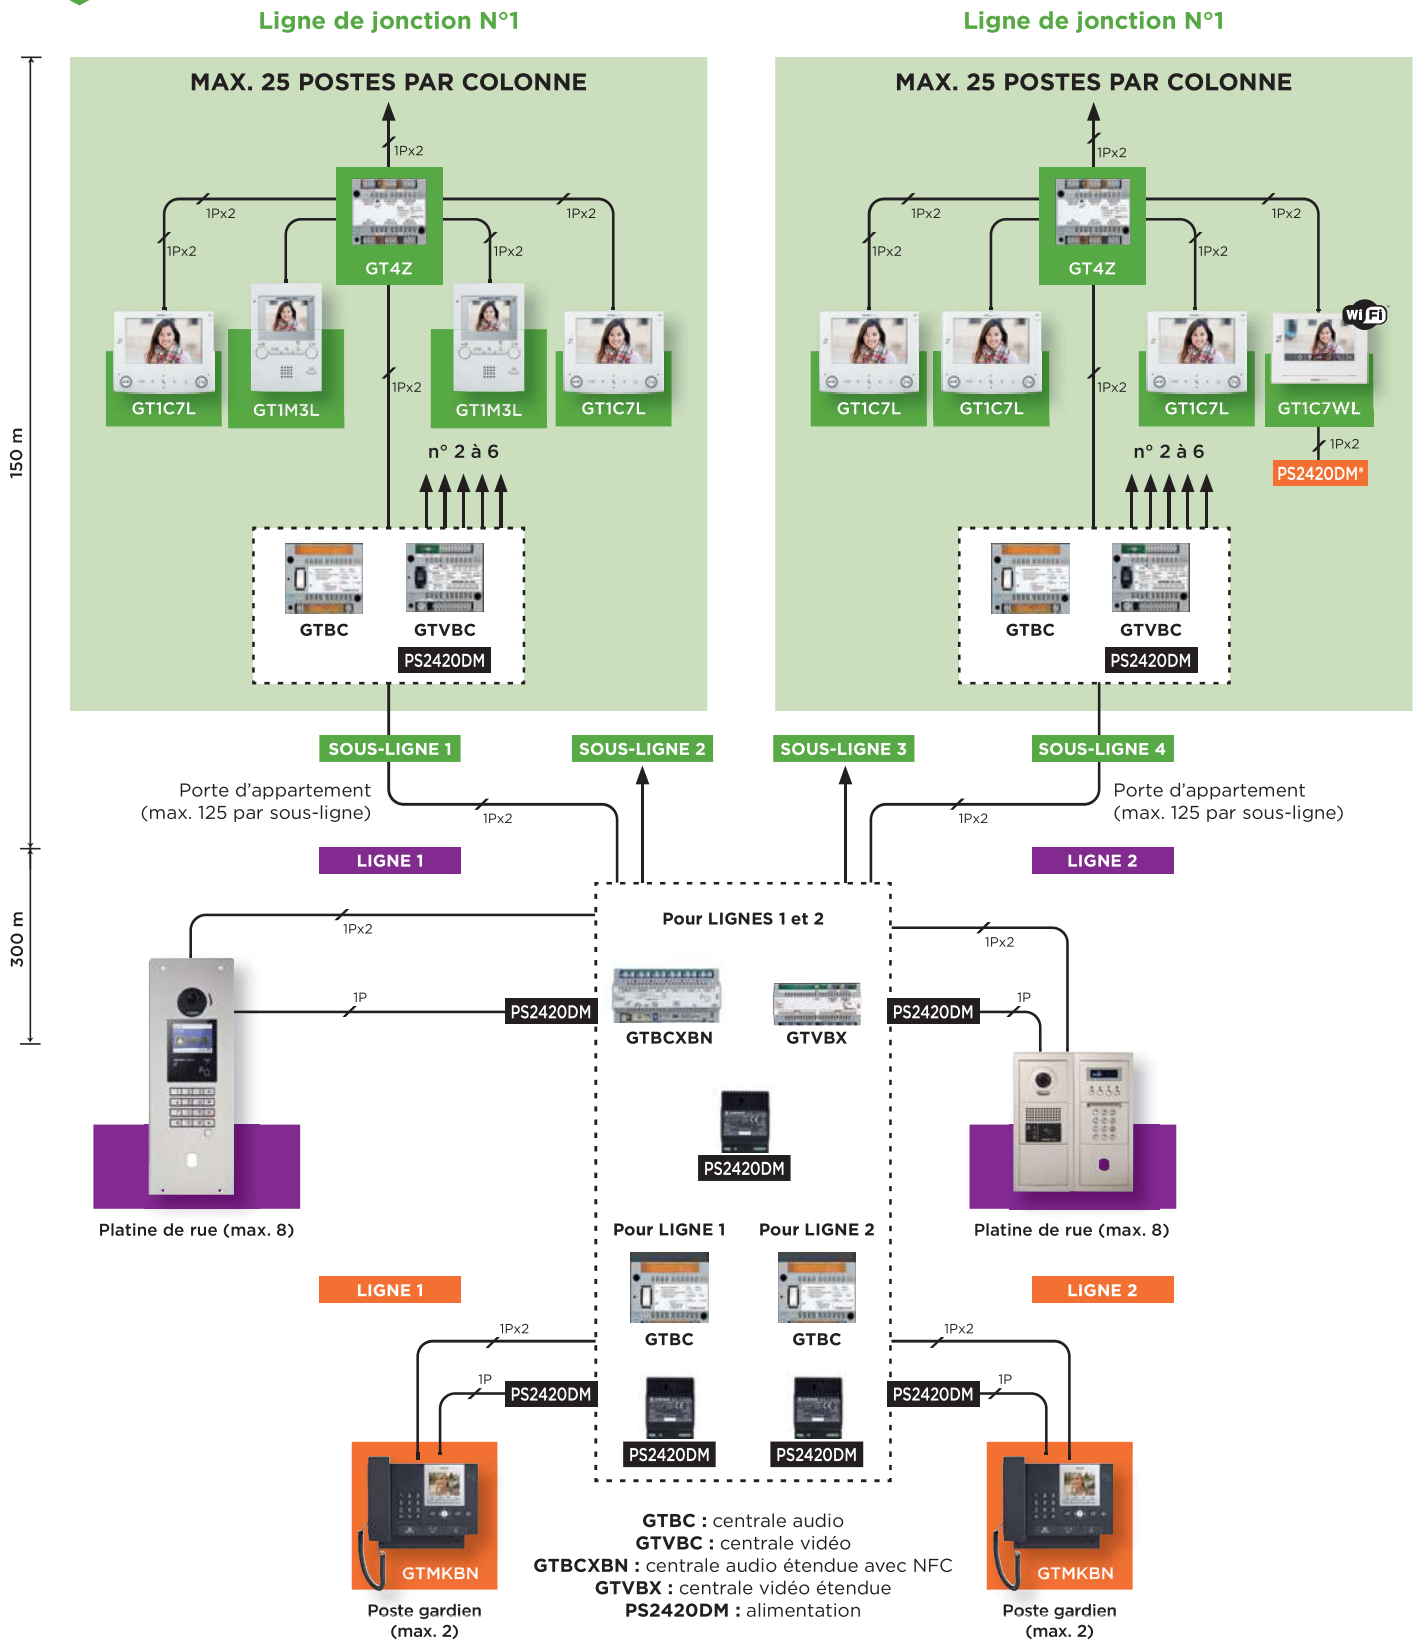 Ligne de jonction N°1
Ligne de jonction N°1
MAX. 25 POSTES PAR COLONNE
MAX. 25 POSTES PAR COLONNE
1Px2
1Px2
1Px2
1Px2
1Px2
1Px2
1Px2
1Px2
1Px2
1Px2
1Px2
1Px2
GT4Z
GT4Z
WiFi
1Px2
1Px2
GT1C7L
GT1M3L
GT1M3L
GT1C7L
GT1C7L
GT1C7L
GT1C7L
GT1C7WL
150 m
n° 2 à 6
n° 2 à 6
1Px2
PS2420DM*
GTBC
GTVBC
GTBC
GTVBC
PS2420DM
PS2420DM
SOUS-LIGNE 1
SOUS-LIGNE 2
SOUS-LIGNE 3
SOUS-LIGNE 4
Porte d'appartement
(max. 125 par sous-ligne)
Porte d'appartement
(max. 125 par sous-ligne)
1Px2
1Px2
LIGNE 1
LIGNE 2
300 m
Pour LIGNES 1 et 2
1Px2
1Px2
1P
PS2420DM
PS2420DM
1P
GTBCXBN
GTVBX
PS2420DM
Platine de rue (max. 8)
Pour LIGNE 1
Pour LIGNE 2
Platine de rue (max. 8)
LIGNE 1
LIGNE 2
1Px2
GTBC
GTBC
1Px2
1P
PS2420DM
PS2420DM
1P
PS2420DM
PS2420DM
GTMKBN
GTMKBN
Poste gardien
(max. 2)
Poste gardien
(max. 2)
GTBC : centrale audio
GTVBC : centrale vidéo
GTBCXBN : centrale audio étendue avec NFC
GTVBX : centrale vidéo étendue
PS2420DM : alimentation